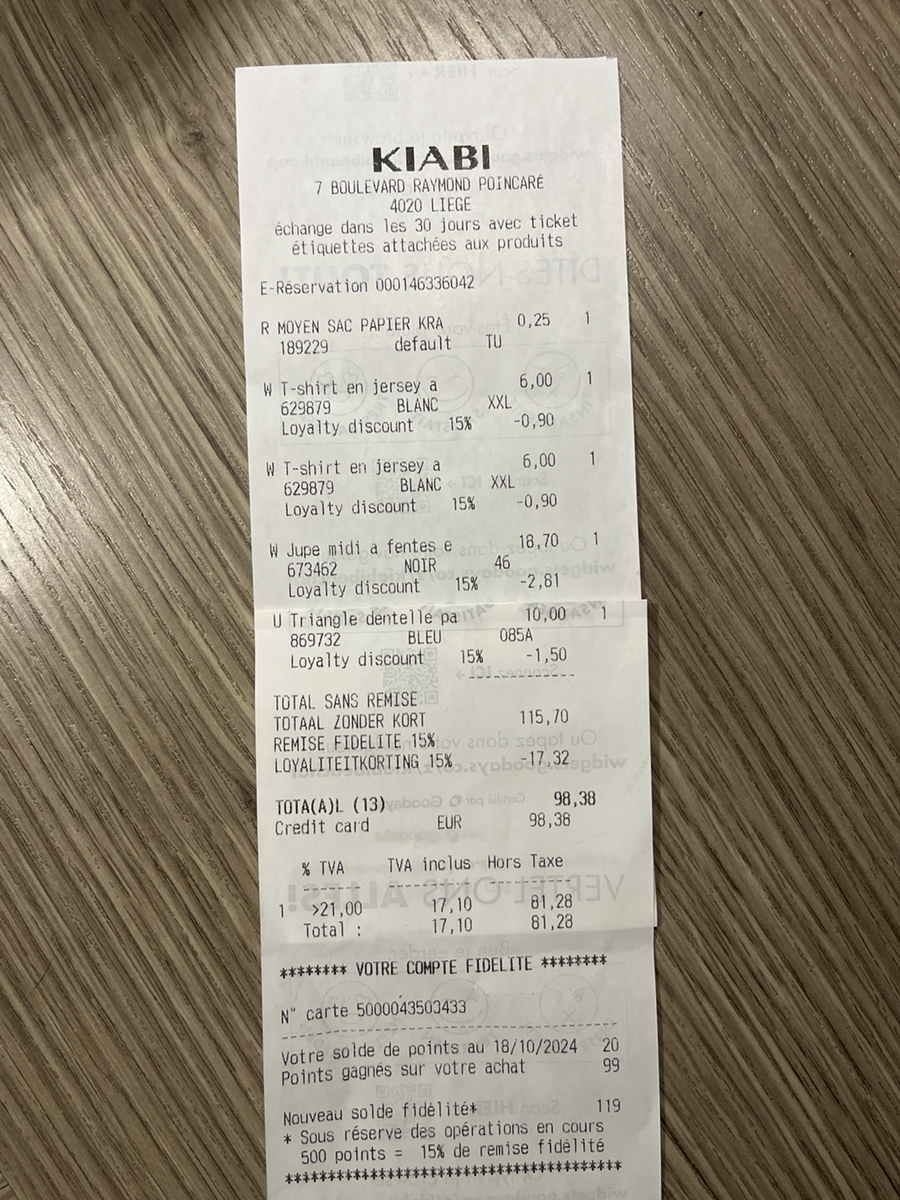 KIABI
7 BOULEVARD RAYMOND POINCARÉ
4020 LIEGE
échange dans les 30 jours avec ticket
étiquettes attachées aux produits
E-Réservation 000146336042
R MOYEN SAC PAPIER KRA 0,25 1
189229 default TU
W T-shirt en jersey a 6,00 1
629879 BLANC XXL
Loyalty discount 15% -0,90
W T-shirt en jersey a 6,00 1
629879 BLANC XXL
Loyalty discount 15% -0,90
W Jupe midi a fentes e 18,70 1
673462 NOIR 46
Loyalty discount 15% -2,81
U Triangle dentelle pa 10,00 1
869732 BLEU 085A
Loyalty discount 15% -1,50
TOTAL SANS REMISE
TOTAAL ZONDER KORT 115,70
REMISE FIDELITE 15%
LOYALITEITKORTING 15% -17,32
TOTA(A)L (13) 98,38
Credit card EUR 98,38
% TVA TVA inclus Hors Taxe
1 >21,00 17,10 81,28
Total : 17,10 81,28
******** VOTRE COMPTE FIDELITE ********
N° carte 5000043503433
Votre solde de points au 18/10/2024 20
Points gagnés sur votre achat 99
Nouveau solde fidélité* 119
* Sous réserve des opérations en cours
500 points = 15% de remise fidélité
****************************************